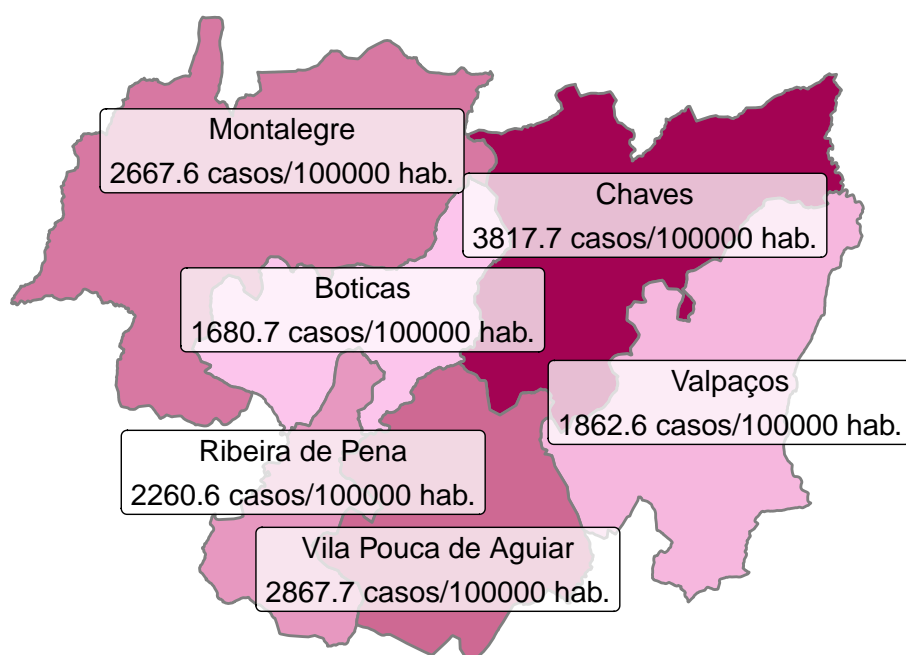 Montalegre
2667.6 casos/100000 hab.
Chaves
3817.7 casos/100000 hab.
Boticas
1680.7 casos/100000 hab.
Valpaços
1862.6 casos/100000 hab.
Ribeira de Pena
2260.6 casos/100000 hab.
Vila Pouca de Aguiar
2867.7 casos/100000 hab.